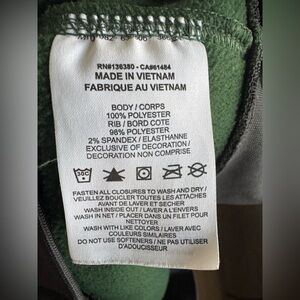 RN#136380 - CA#61484
MADE IN VIETNAM
FABRIQUE AU VIETNAM
BODY / CORPS
100% POLYESTER
RIB / BORD COTE
98% POLYESTER
2% SPANDEX / ELASTHANNE
EXCLUSIVE OF DECORATION /
DECORATION NON COMPRISE
30C
FASTEN ALL CLOSURES TO WASH AND DRY /
VEUILLEZ BOUCLER TOUTES LES ATTACHES
AVANT DE LAVER ET SECHER
WASH INSIDE OUT / LAVER A L'ENVERS
WASH IN NET / PLACER DANS UN FILET POUR
NETTOYER
WASH WITH LIKE COLORS / LAVER AVEC
COULEURS SIMILAIRES
DO NOT USE SOFTENERS / NE PAS UTILISER
D'ADOUCISSEUR